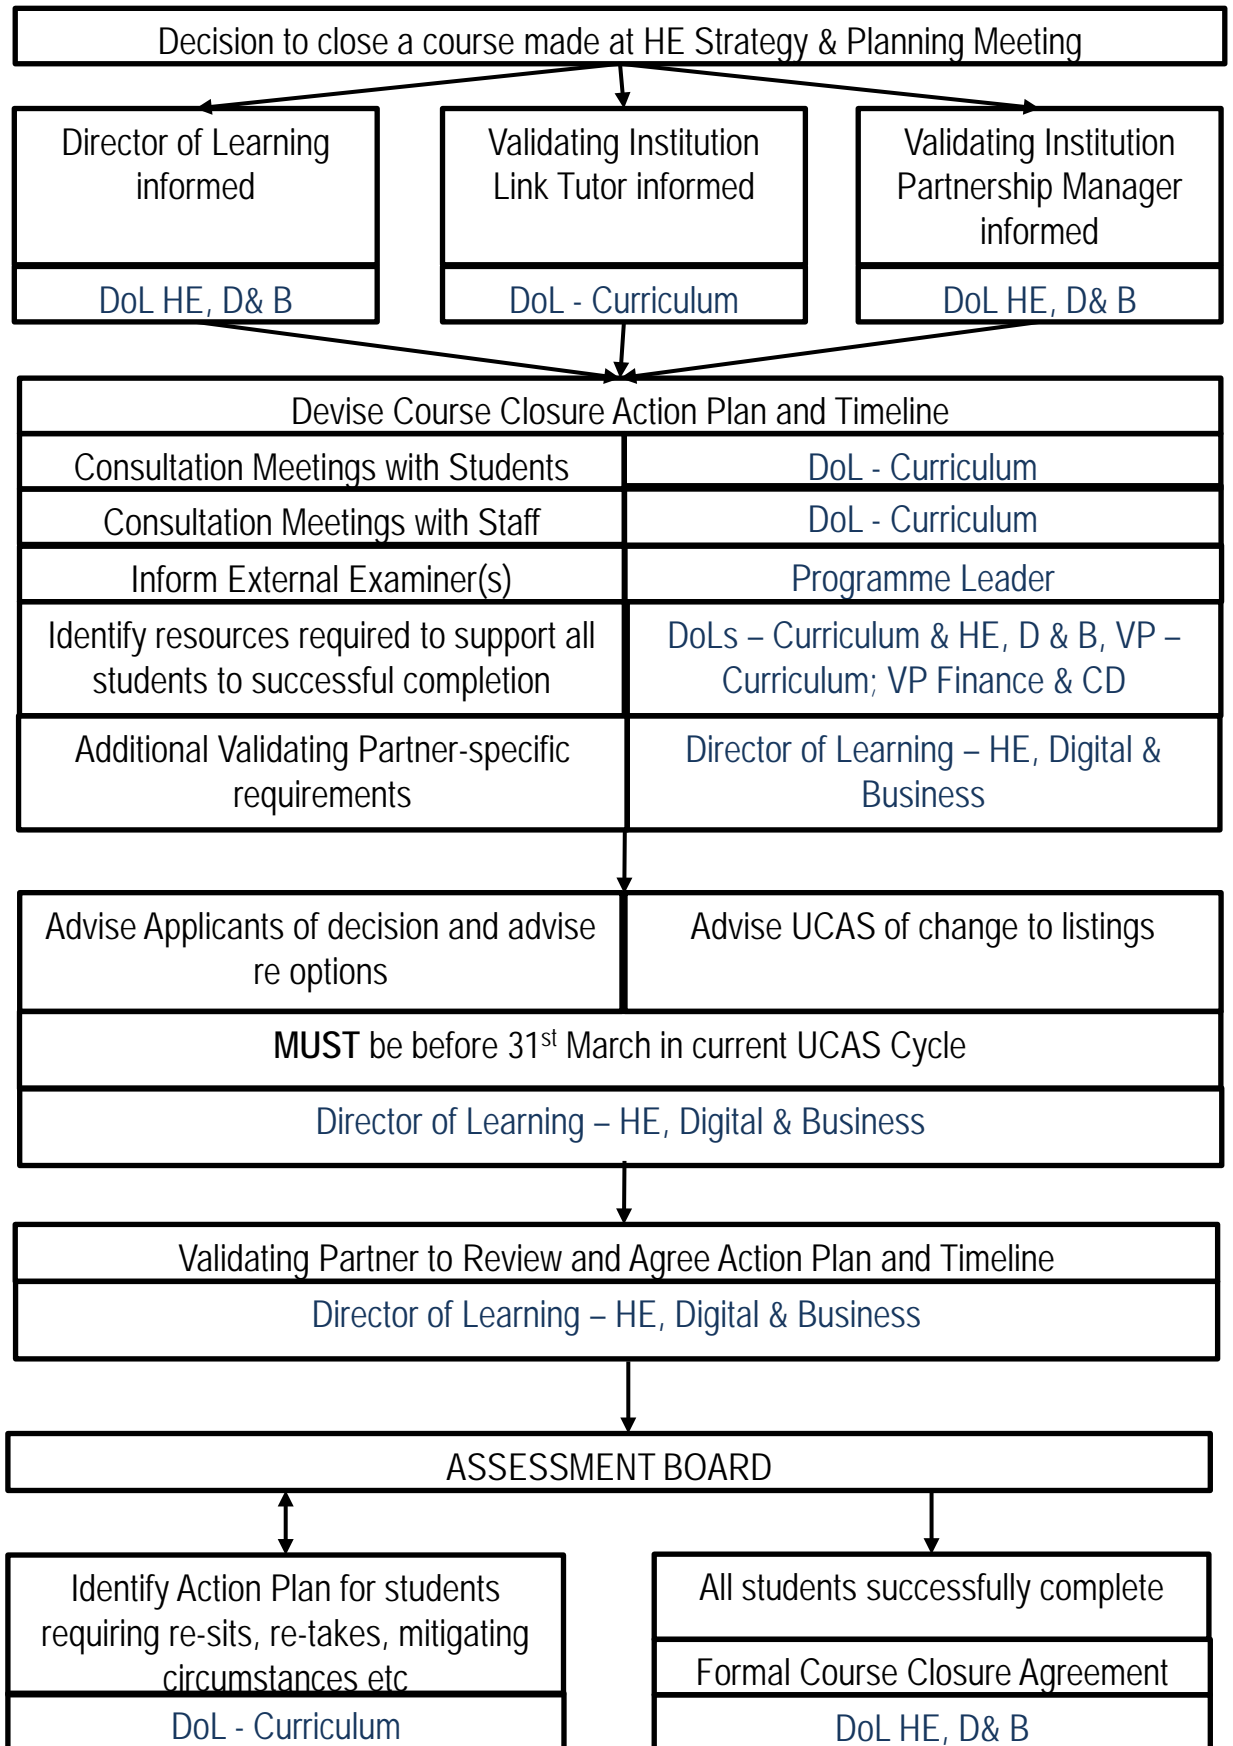 Decision to close a course made at HE Strategy & Planning Meeting
Director of Learning
informed
DoL HE, D& B
Validating Institution
Link Tutor informed
DoL - Curriculum
Validating Institution
Partnership Manager
informed
DoL HE, D& B
Devise Course Closure Action Plan and Timeline
Consultation Meetings with Students
DoL - Curriculum
Consultation Meetings with Staff
DoL - Curriculum
Inform External Examiner(s)
Programme Leader
Identify resources required to support all
students to successful completion
DoLs – Curriculum & HE, D & B, VP –
Curriculum; VP Finance & CD
Additional Validating Partner-specific
requirements
Director of Learning – HE, Digital &
Business
Advise Applicants of decision and advise
re options
Advise UCAS of change to listings
MUST be before 31st March in current UCAS Cycle
Director of Learning – HE, Digital & Business
Validating Partner to Review and Agree Action Plan and Timeline
Director of Learning – HE, Digital & Business
ASSESSMENT BOARD
Identify Action Plan for students
requiring re-sits, re-takes, mitigating
circumstances etc
DoL - Curriculum
All students successfully complete
Formal Course Closure Agreement
DoL HE, D& B